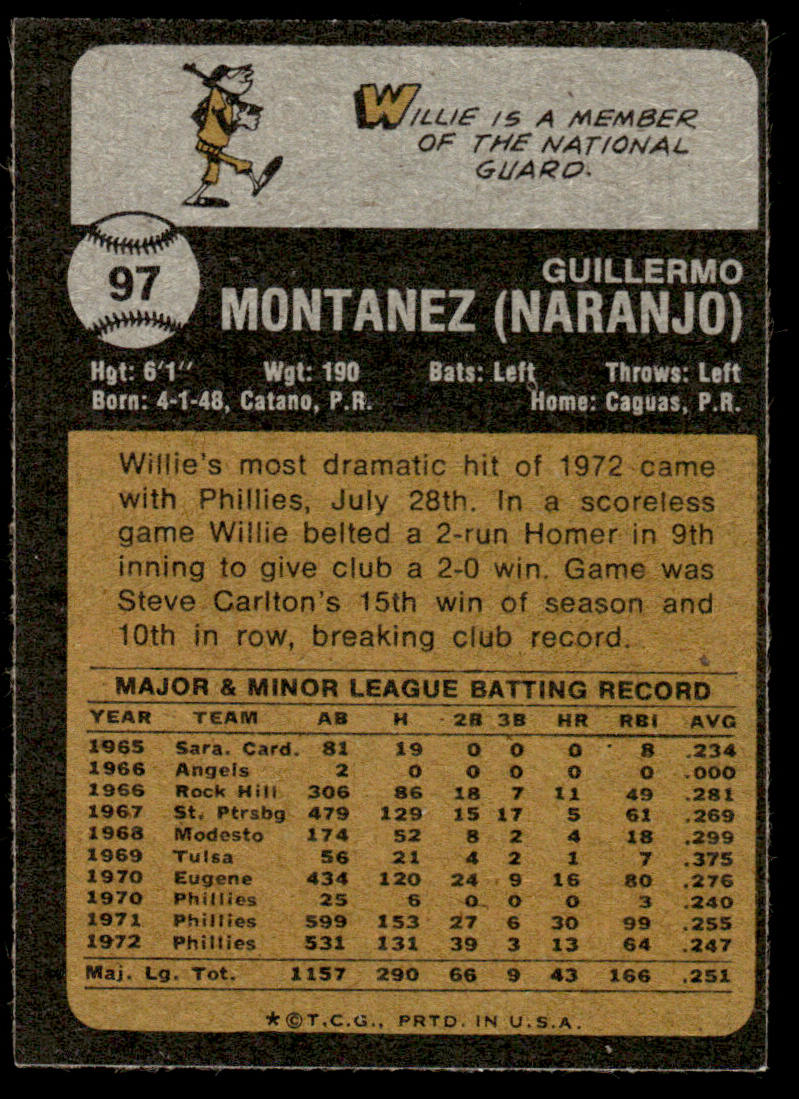 WILLIE IS A MEMBER
OF THE NATIONAL
GUARD.
97
GUILLERMO
MONTANEZ (NARANJO)
Hgt: 6'1" Wgt: 190 Bats: Left Throws: Left
Born: 4-1-48, Catano, P.R. Home: Caguas, P.R.
Willie's most dramatic hit of 1972 came
with Phillies, July 28th. In a scoreless
game Willie belted a 2-run Homer in 9th
inning to give club a 2-0 win. Game was
Steve Carlton's 15th win of season and
10th in row, breaking club record.
MAJOR & MINOR LEAGUE BATTING RECORD
YEAR TEAM AB H 2B 3B HR RBI AVG
1965 Sara. Card. 81 19 0 0 0 8 .234
1966 Angels 2 0 0 0 0 0 .000
1966 Rock Hill 306 86 18 7 11 49 .281
1967 St. Ptrsbg 479 129 15 17 5 61 .269
1968 Modesto 174 52 8 2 4 18 .299
1969 Tulsa 56 21 4 2 1 7 .375
1970 Eugene 434 120 24 9 16 80 .276
1970 Phillies 25 6 0 0 0 3 .240
1971 Phillies 599 153 27 6 30 99 .255
1972 Phillies 531 131 39 3 13 64 .247
Maj. Lg. Tot. 1157 290 66 9 43 166 .251
*©T.C.G., PRTD. IN U.S.A.